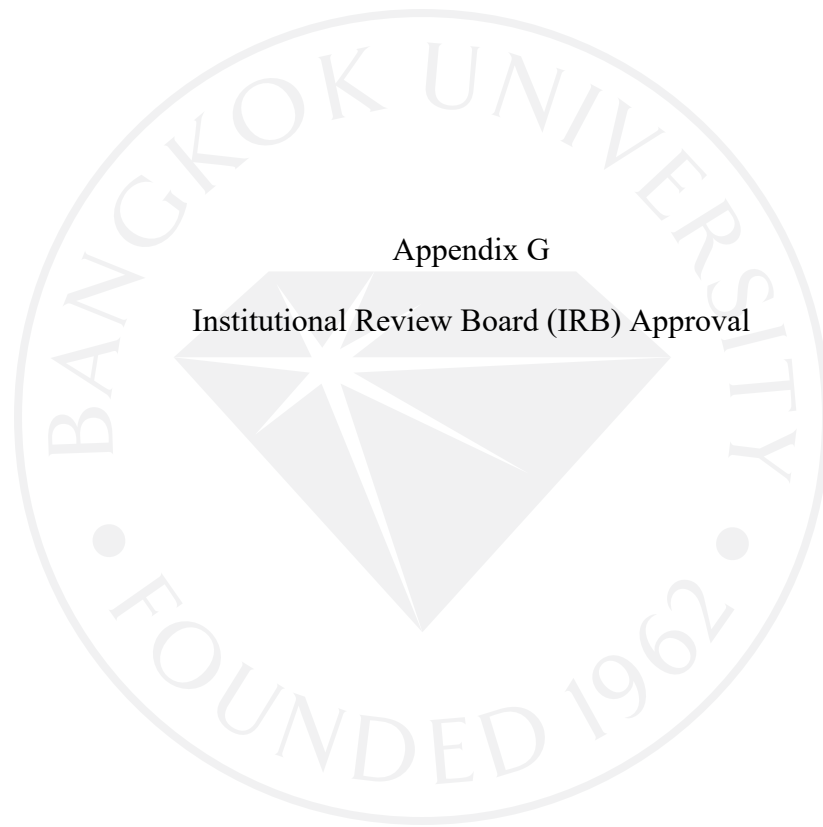 BANGKOK UNIVERSITY
Appendix G
Institutional Review Board (IRB) Approval
• FOUNDED 1962 •